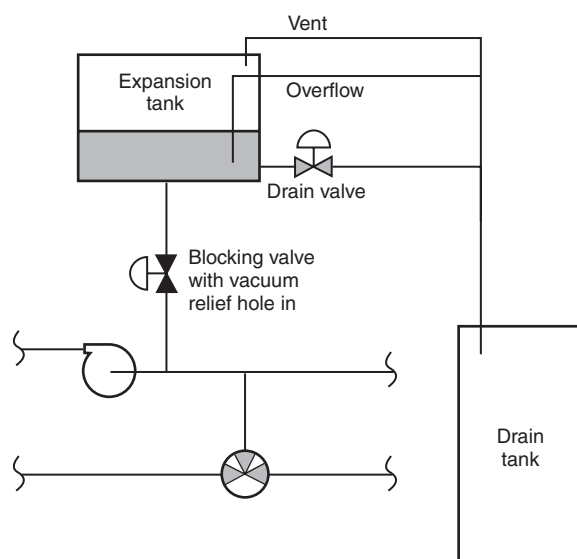 Vent
Expansion
tank
Overflow
Drain valve
Blocking valve
with vacuum
relief hole in
Drain
tank